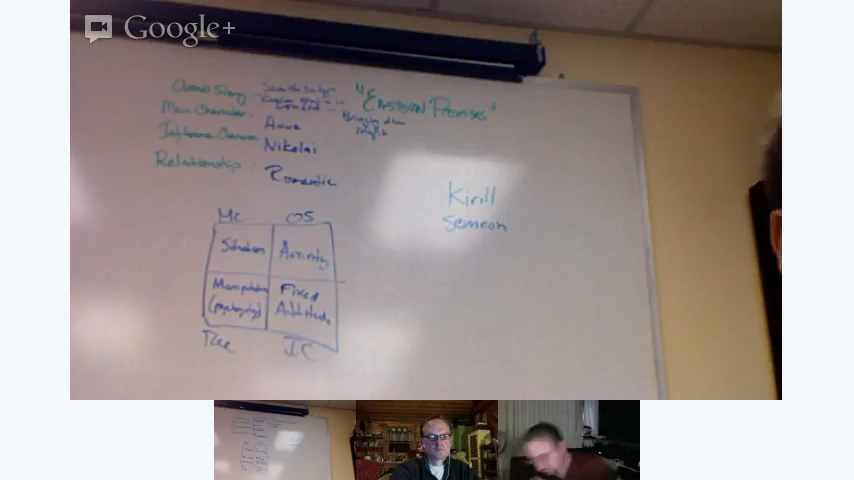 Google+
Overall Story:
"EASTERN PROMISES"
Main Character:
Anna
Influence Character:
Nikolai
Relationship:
Romantic
Kirill
Semeon
MC OS
Situation Activity
Manipulation Fixed
(psychology) Attitude
IC